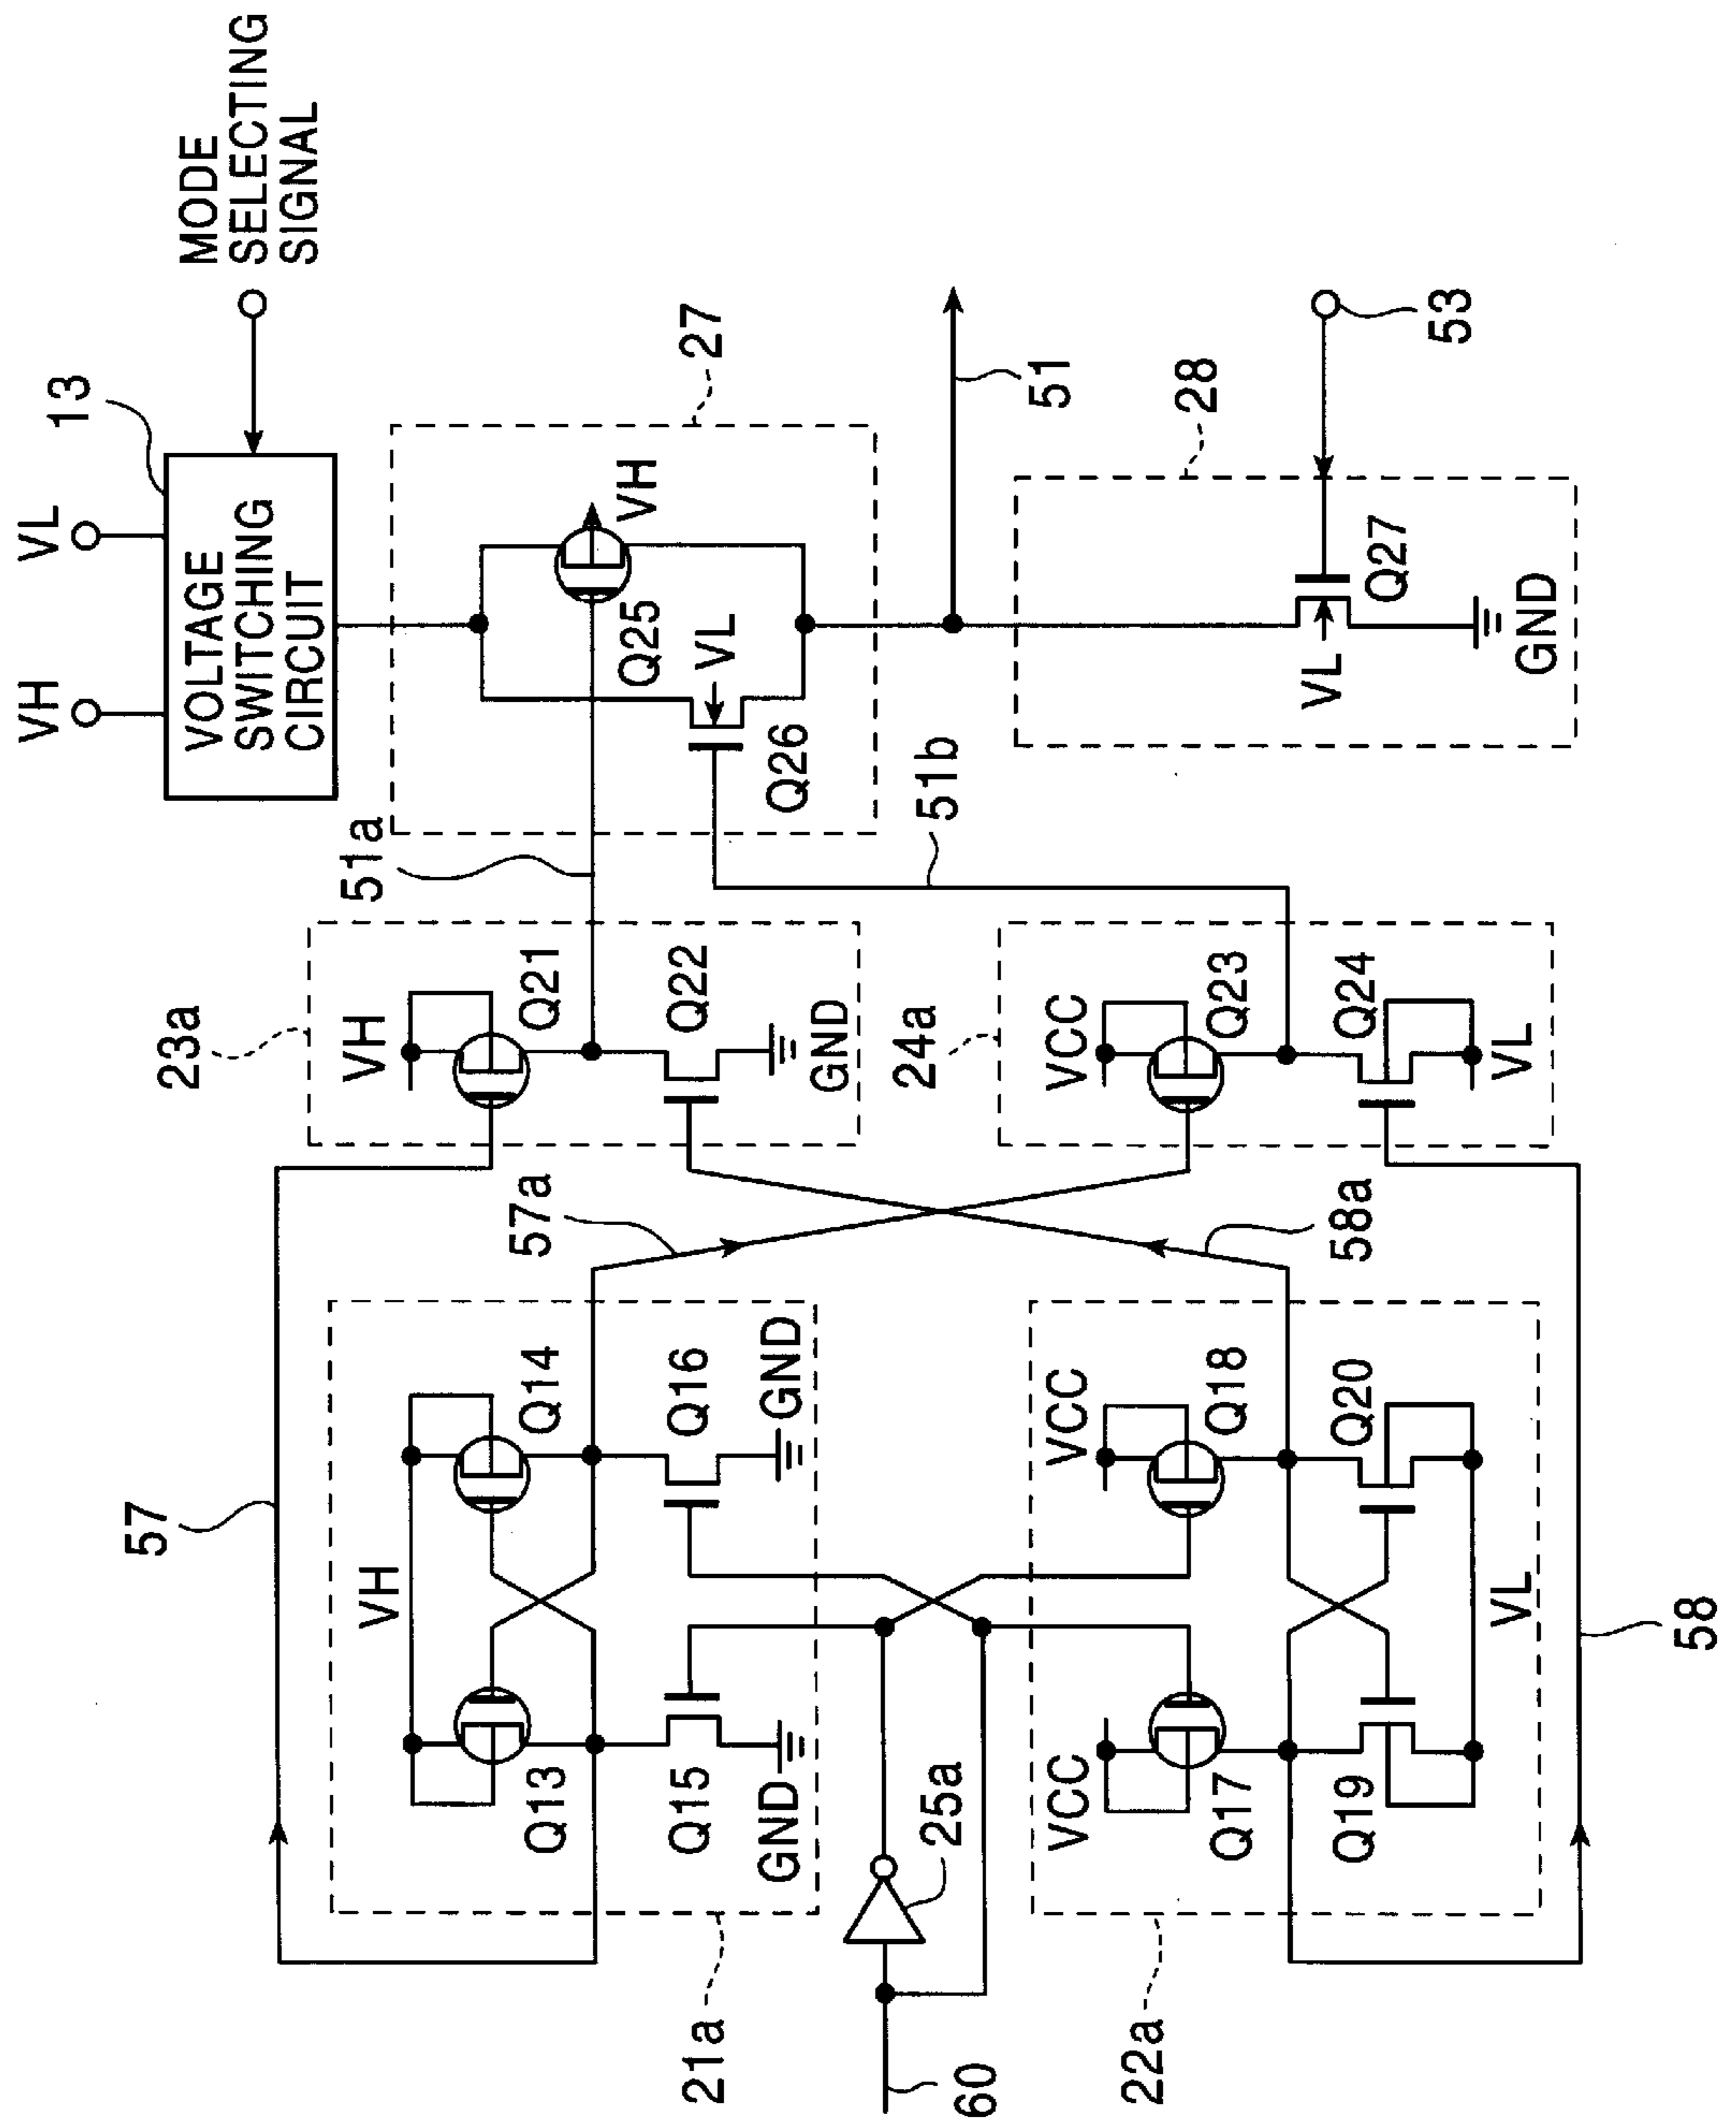 VH
VL
13
VOLTAGE
SWITCHING
CIRCUIT
MODE
SELECTING
SIGNAL
27
VH
Q25
VL
Q26
51a
51b
51
28
VL
Q27
GND
53
23a
VH
Q21
Q22
GND
24a
VCC
Q23
Q24
VL
57
57a
58a
58
VH
Q14
Q16
GND
Q13
Q15
GND
21a
25a
60
VCC
Q18
Q20
VL
VCC
Q17
Q19
22a